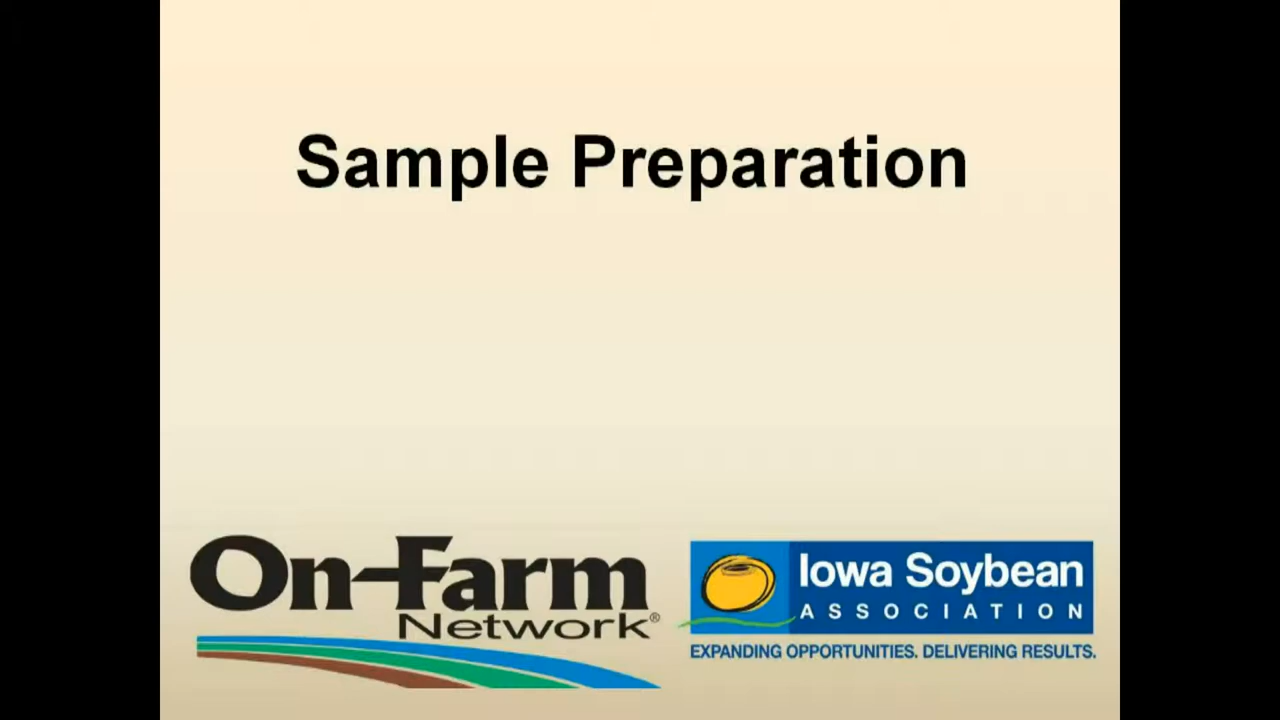 Sample Preparation
On-Farm
Network®
Iowa Soybean
ASSOCIATION
EXPANDING OPPORTUNITIES. DELIVERING RESULTS.